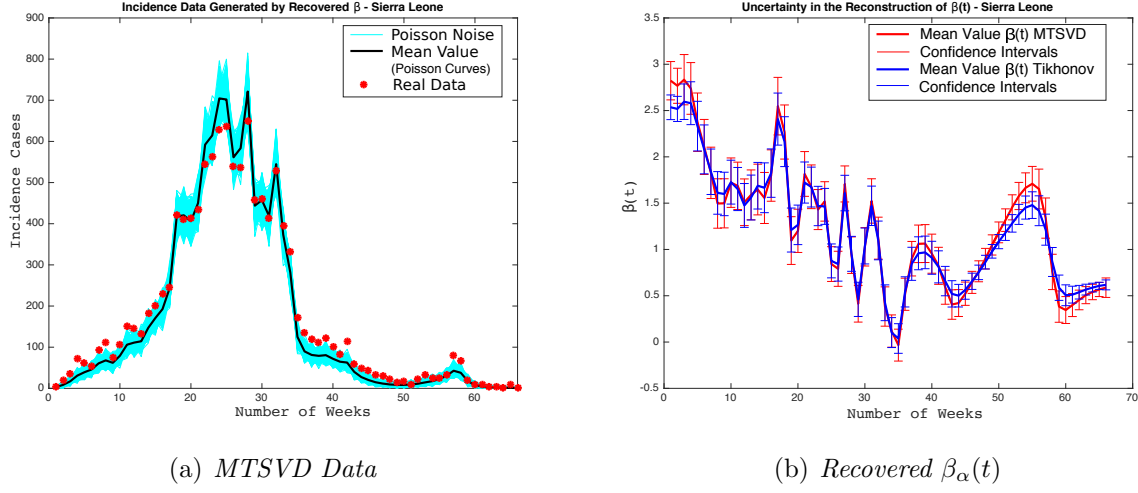 Incidence Data Generated by Recovered β - Sierra Leone
Poisson Noise
Mean Value
(Poisson Curves)
Real Data
Incidence Cases
900
800
700
600
500
400
300
200
100
0
0
10
20
30
40
50
60
Number of Weeks
(a) MTSVD Data
Uncertainty in the Reconstruction of β(t) - Sierra Leone
Mean Value β(t) MTSVD
Confidence Intervals
Mean Value β(t) Tikhonov
Confidence Intervals
β(t)
3.5
3
2.5
2
1.5
1
0.5
0
-0.5
0
10
20
30
40
50
60
70
Number of Weeks
(b) Recovered βα(t)